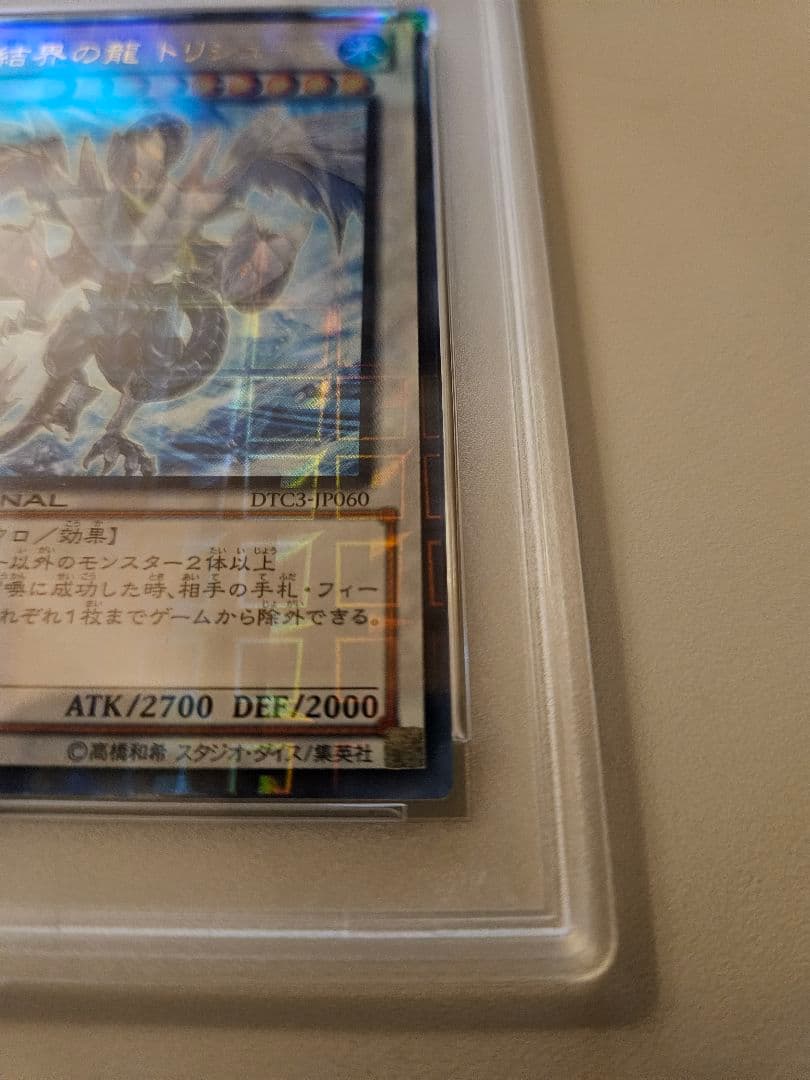 結界の龍 トリシュ
NAL
DTC3-JP060
クロ／効果】
ー以外のモンスター2体以上
に成功した時、相手の手札・フィー
れぞれ1枚までゲームから除外できる。
ATK/2700 DEF/2000
©高橋和希 スタジオ・ダイス/集英社